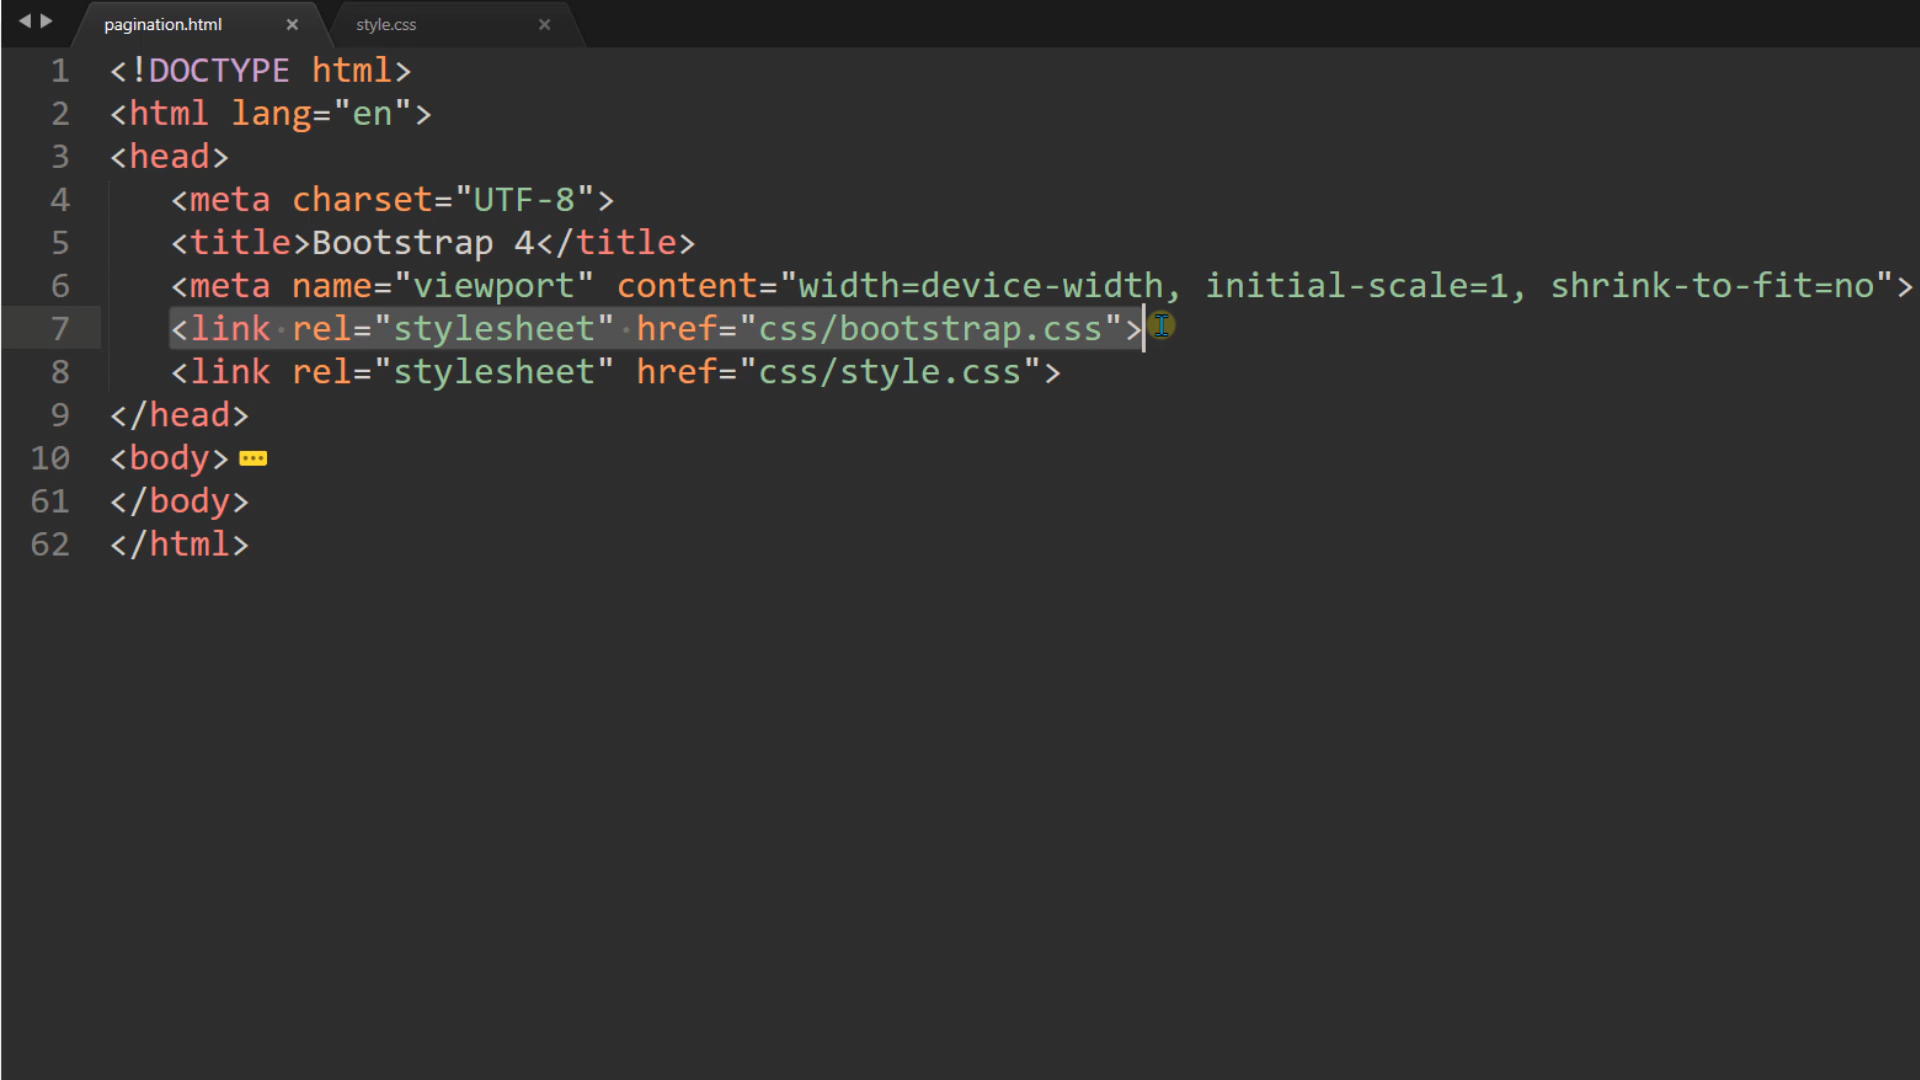 pagination.html × style.css ×
1 <!DOCTYPE html>
2 <html lang="en">
3 <head>
4 <meta charset="UTF-8">
5 <title>Bootstrap 4</title>
6 <meta name="viewport" content="width=device-width, initial-scale=1, shrink-to-fit=no">
7 <link rel="stylesheet" href="css/bootstrap.css">
8 <link rel="stylesheet" href="css/style.css">
9 </head>
10 <body>
61 </body>
62 </html>